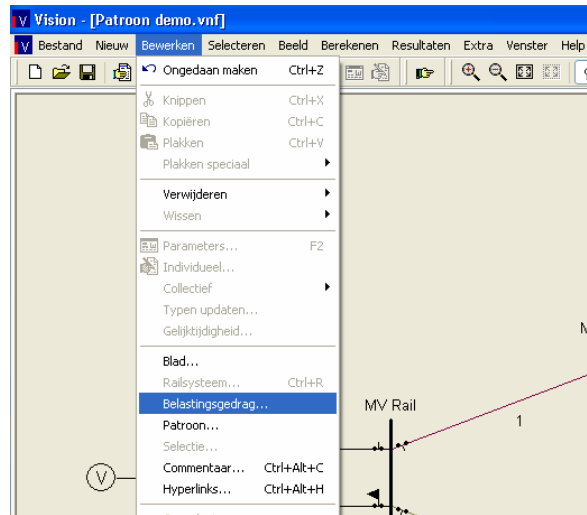 Vision - [Patroon demo.vnf]
Bestand Nieuw Bewerken Selecteren Beeld Berekenen Resultaten Extra Venster Help
Ongedaan maken Ctrl+Z
Knippen Ctrl+X
Kopiëren Ctrl+C
Plakken Ctrl+V
Plakken speciaal
Verwijderen
Wissen
Parameters... F2
Individueel...
Collectief
Typen updaten...
Gelijktijdigheid...
Blad...
Railsysteem... Ctrl+R
Belastingsgedrag...
Patroon...
Selectie...
Commentaar... Ctrl+Alt+C
Hyperlinks... Ctrl+Alt+H
MV Rail
1
V